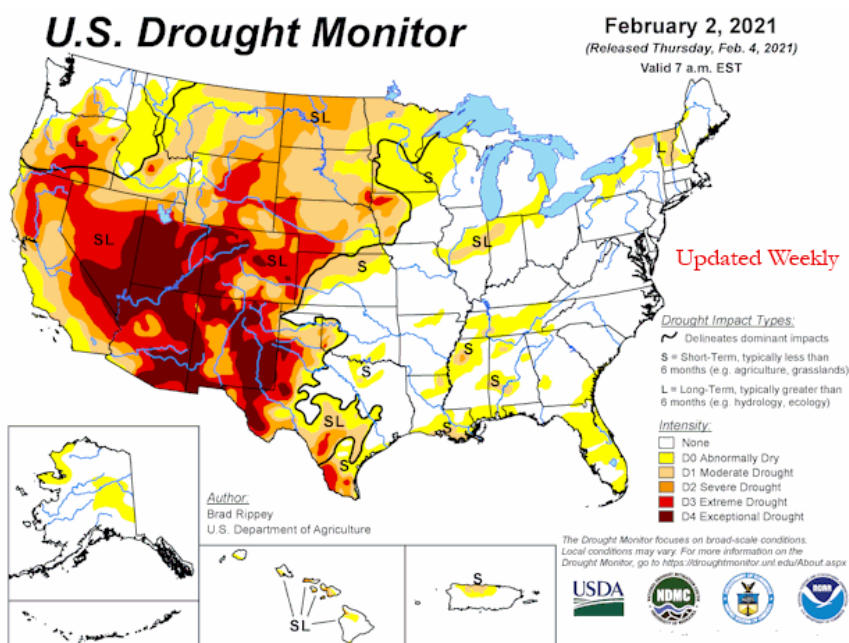 U.S. Drought Monitor
February 2, 2021
(Released Thursday, Feb. 4, 2021)
Valid 7 a.m. EST
SL
L
L
S
SL
SL
SL
S
Updated Weekly
S
S
S
SL
S
S
Drought Impact Types:
Delineates dominant impacts
S = Short-Term, typically less than
6 months (e.g. agriculture, grasslands)
L = Long-Term, typically greater than
6 months (e.g. hydrology, ecology)
Intensity:
None
D0 Abnormally Dry
D1 Moderate Drought
D2 Severe Drought
D3 Extreme Drought
D4 Exceptional Drought
Author:
Brad Rippey
U.S. Department of Agriculture
The Drought Monitor focuses on broad-scale conditions.
Local conditions may vary. For more information on the
Drought Monitor, go to https://droughtmonitor.unl.edu/About.aspx
SL
S
USDA
NDMC
NOAA